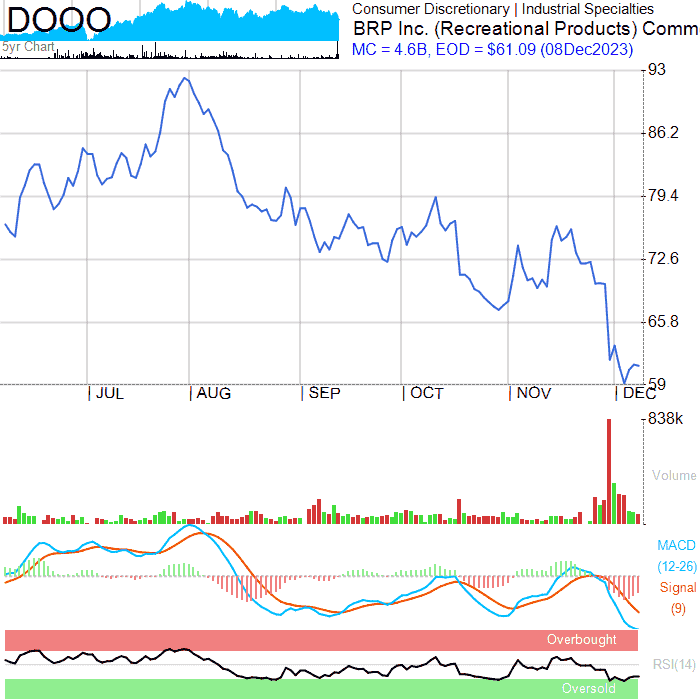 DOOO
5yr Chart
Consumer Discretionary | Industrial Specialties
BRP Inc. (Recreational Products) Comm
MC = 4.6B, EOD = $61.09 (08Dec2023)
93
86.2
79.4
72.6
65.8
59
JUL AUG SEP OCT NOV DEC
838k
Volume
MACD
(12-26)
Signal
(9)
Overbought
RSI(14)
Oversold